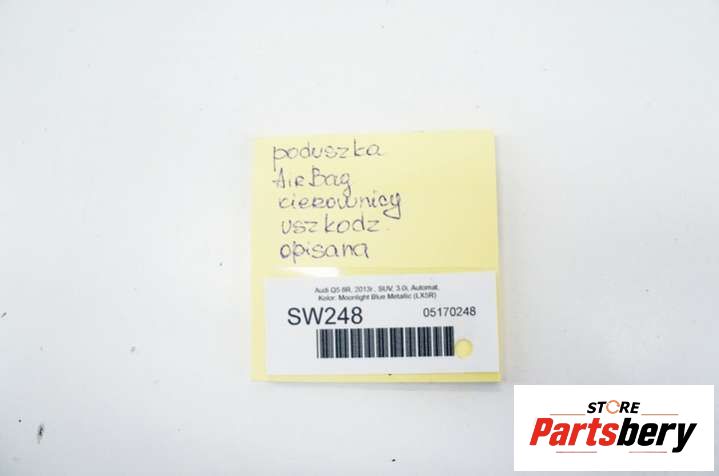 poduszka
AirBag
kierownicy
uszkodz.
opisana
Audi Q5 8R, 2013r., SUV, 3.0i, Automat,
Kolor: Moonlight Blue Metallic (LX5R)
SW248 05170248
STORE
Partsbery